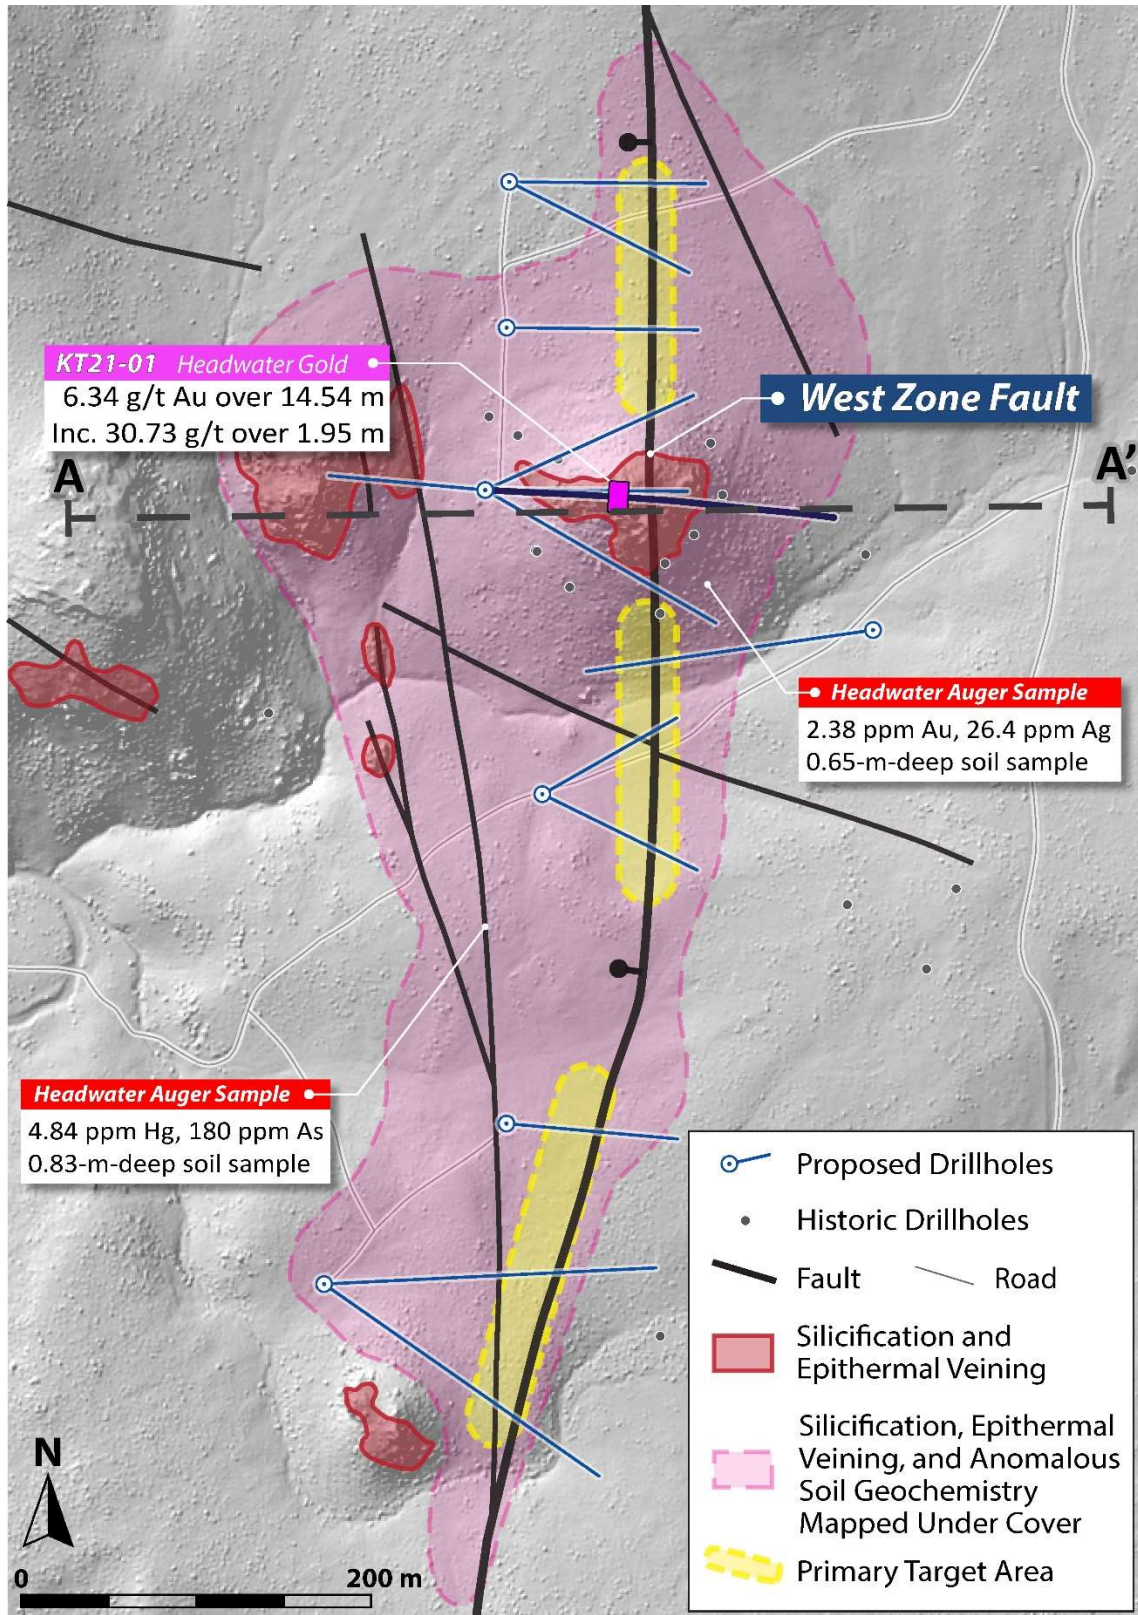 KT21-01 Headwater Gold
6.34 g/t Au over 14.54 m
Inc. 30.73 g/t over 1.95 m
West Zone Fault
A
A'
Headwater Auger Sample
2.38 ppm Au, 26.4 ppm Ag
0.65-m-deep soil sample
Headwater Auger Sample
4.84 ppm Hg, 180 ppm As
0.83-m-deep soil sample
Proposed Drillholes
Historic Drillholes
Fault
Road
Silicification and
Epithermal Veining
Silicification, Epithermal
Veining, and Anomalous
Soil Geochemistry
Mapped Under Cover
Primary Target Area
N
0
200 m